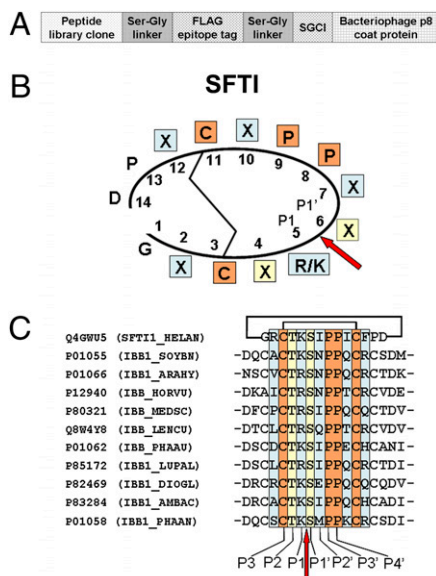 A
Peptide library clone
Ser-Gly linker
FLAG epitope tag
Ser-Gly linker
SGCI
Bacteriophage p8 coat protein
B
SFTI
X C X P
P X 12 11 10 9 P
13 8
D 14 P1' 7 X
1 P1 6 X
G 2 3 4 5
X C X R/K
C
Q4GWU5 (SFTI1_HELAN) GRCTKSIPPICFPD
P01055 (IBB1_SOYBN) —DQCACTKSNPPQCRCSDM—
P01066 (IBB1_ARAHY) —NSCVCTRSNPPQCRCTDK—
P12940 (IBB_HORVU) —DKAICTRSNPPTCRCVDE—
P80321 (IBB_MEDSC) —DFCPCTRSIPPQCQCTDV—
Q8W4Y8 (IBB_LENCU) —DTCLCTRSQPPTCRCVDV—
P01062 (IBB_PHAAU) —DSCDCTKSIPPECHCANI—
P85172 (IBB1_LUPAL) —DSCLCTRSIPPQCRCTDI—
P82469 (IBB1_DIOGL)
P83284 (IBB1_AMBAC) —DRCACTKSIPPQCHCADI—
P01058 (IBB1_PHAAN) —DQCSCTKSMPPKCRCSDI—
P3 P2 P1 P1' P2' P3' P4'